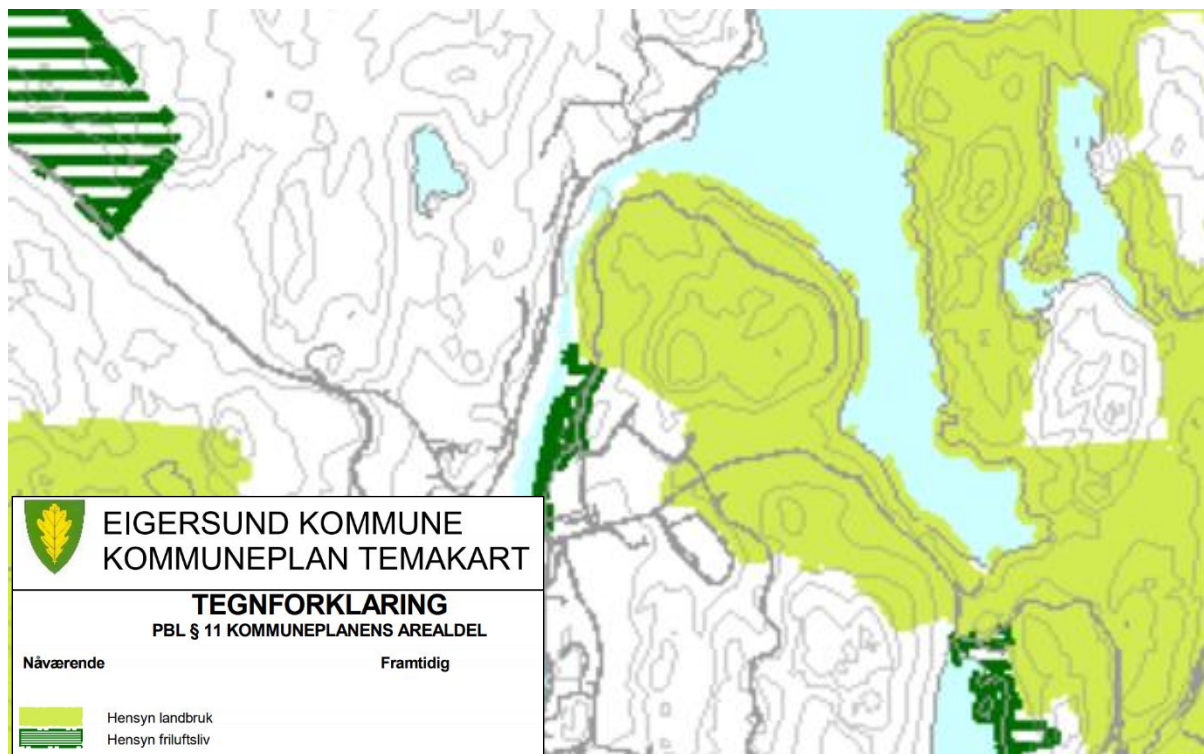 EIGERSUND KOMMUNE
KOMMUNEPLAN TEMAKART
TEGNFORKLARING
PBL § 11 KOMMUNEPLANENS AREALDEL
Nåværende Framtidig
Hensyn landbruk
Hensyn friluftsliv